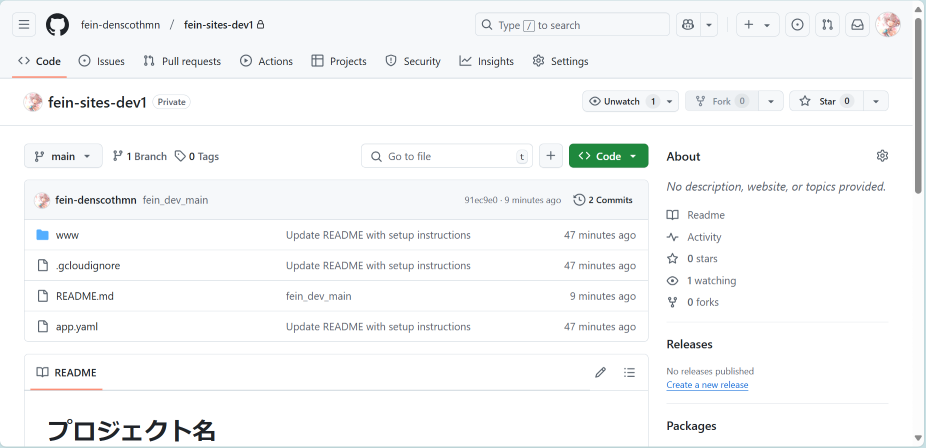 fein-denscothmn / fein-sites-dev1
Type / to search
Code Issues Pull requests Actions Projects Security Insights Settings
fein-sites-dev1 Private
Unwatch 1 Fork 0 Star 0
main 1 Branch 0 Tags
Go to file t
Code
fein-denscothmn fein_dev_main 91ec9e0 · 9 minutes ago 2 Commits
www Update README with setup instructions 47 minutes ago
.gcloudignore Update README with setup instructions 47 minutes ago
README.md fein_dev_main 9 minutes ago
app.yaml Update README with setup instructions 47 minutes ago
README
プロジェクト名
About
No description, website, or topics provided.
Readme
Activity
0 stars
1 watching
0 forks
Releases
No releases published
Create a new release
Packages